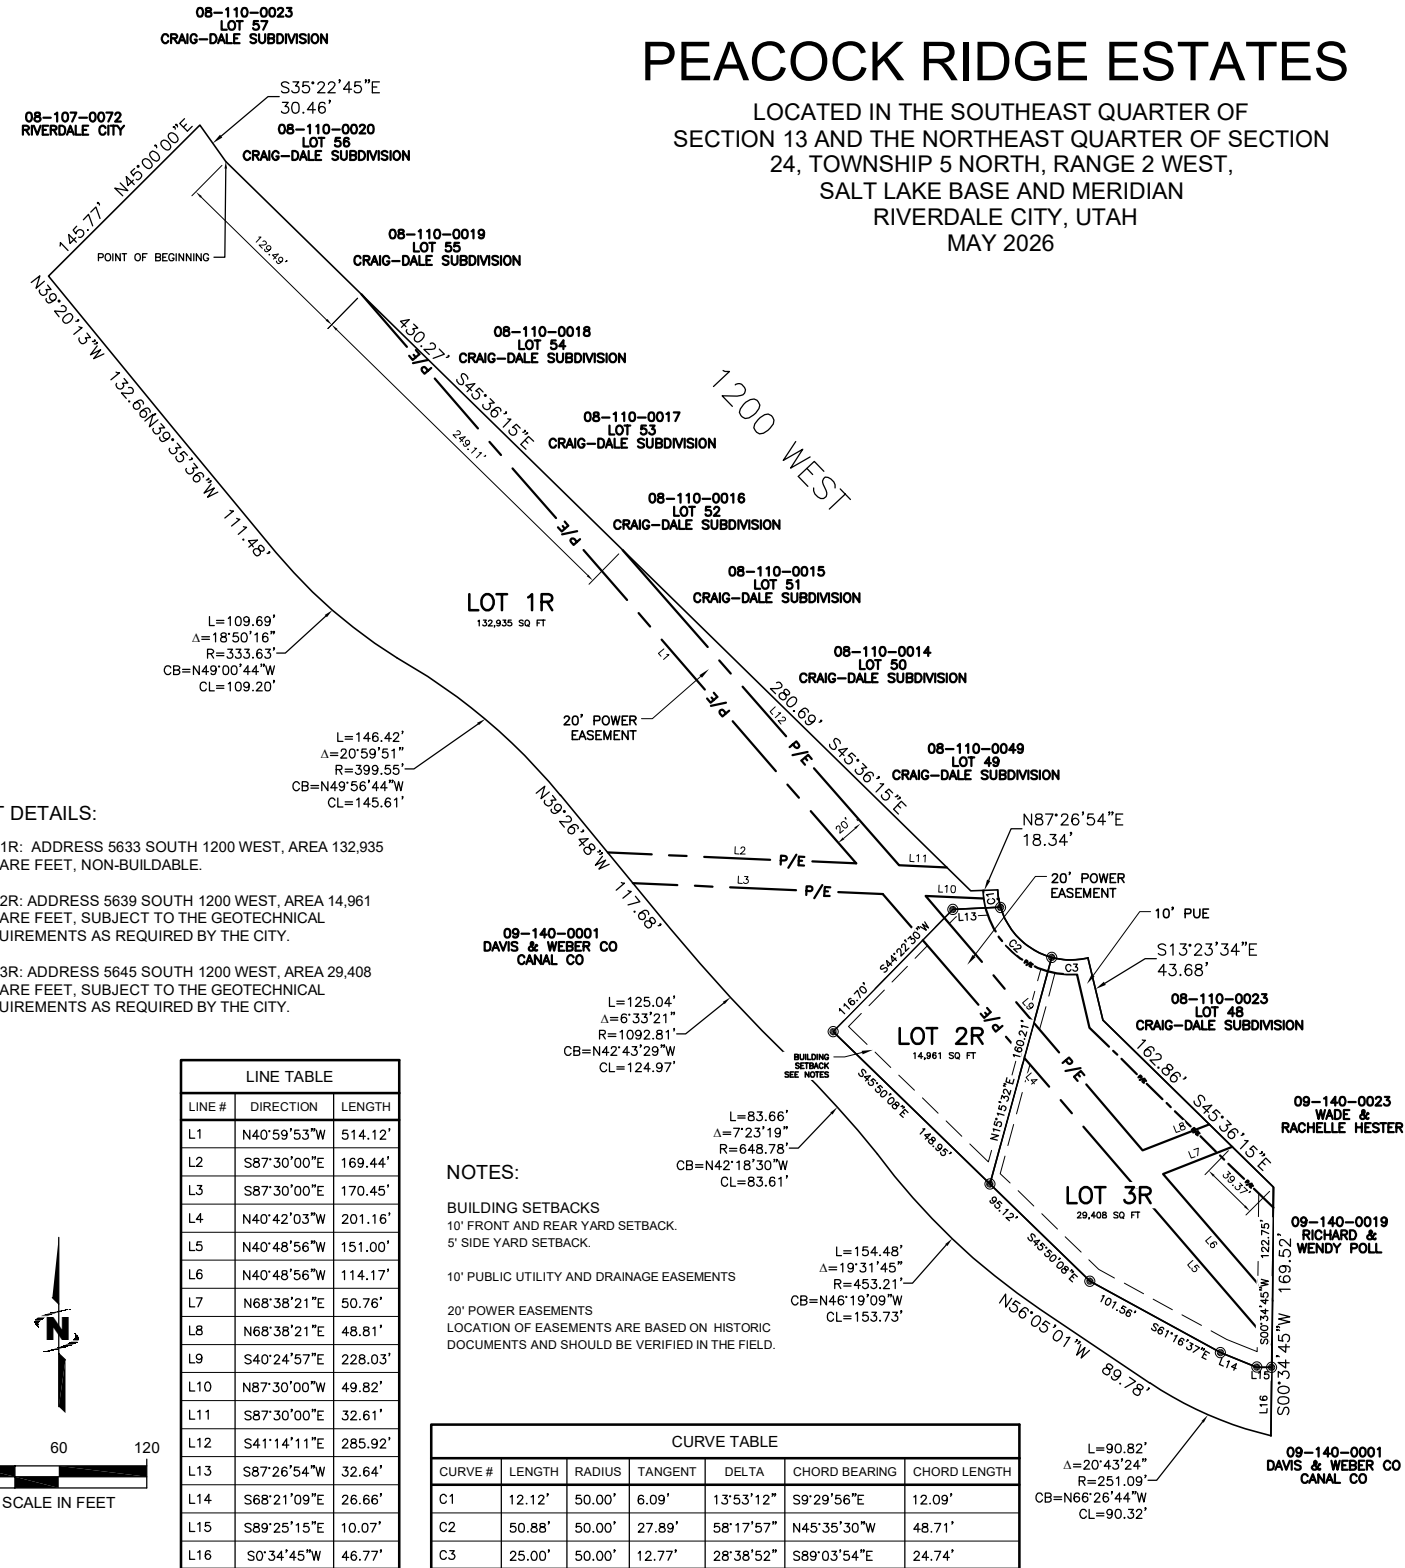 PEACOCK RIDGE ESTATES
LOCATED IN THE SOUTHEAST QUARTER OF
SECTION 13 AND THE NORTHEAST QUARTER OF SECTION
24, TOWNSHIP 5 NORTH, RANGE 2 WEST,
SALT LAKE BASE AND MERIDIAN
RIVERDALE CITY, UTAH
MAY 2026
08-110-0023
LOT 57
CRAIG-DALE SUBDIVISION
S35°22'45"E
30.46'
08-107-0072
RIVERDALE CITY
08-110-0020
LOT 56
CRAIG-DALE SUBDIVISION
145.77' N45°00'00"E
POINT OF BEGINNING
129.49'
08-110-0019
LOT 55
CRAIG-DALE SUBDIVISION
N39°20'13"W 132.66'
N39°35'36"W 111.48'
430.27' S45°36'15"E
P/E
08-110-0018
LOT 54
CRAIG-DALE SUBDIVISION
08-110-0017
LOT 53
CRAIG-DALE SUBDIVISION
1200 WEST
249.11'
P/E
08-110-0016
LOT 52
CRAIG-DALE SUBDIVISION
08-110-0015
LOT 51
CRAIG-DALE SUBDIVISION
LOT 1R
132,935 SQ FT
L=109.69'
Δ=18°50'16"
R=333.63'
CB=N49°00'44"W
CL=109.20'
L1
08-110-0014
LOT 50
CRAIG-DALE SUBDIVISION
280.69' S45°36'15"E
P/E
L12
P/E
20' POWER
EASEMENT
L=146.42'
Δ=20°59'51"
R=399.55'
CB=N49°56'44"W
CL=145.61'
08-110-0049
LOT 49
CRAIG-DALE SUBDIVISION
N39°26'48"W 117.68'
20'
N87°26'54"E
18.34'
L2
P/E
L11
L3
P/E
L10
C1
L13
20' POWER
EASEMENT
10' PUE
S13°23'34"E
43.68'
T DETAILS:
1R: ADDRESS 5633 SOUTH 1200 WEST, AREA 132,935
ARE FEET, NON-BUILDABLE.
2R: ADDRESS 5639 SOUTH 1200 WEST, AREA 14,961
ARE FEET, SUBJECT TO THE GEOTECHNICAL
UIREMENTS AS REQUIRED BY THE CITY.
3R: ADDRESS 5645 SOUTH 1200 WEST, AREA 29,408
ARE FEET, SUBJECT TO THE GEOTECHNICAL
UIREMENTS AS REQUIRED BY THE CITY.
09-140-0001
DAVIS & WEBER CO
CANAL CO
116.70' S44°22'30"W
C2
C3
08-110-0023
LOT 48
CRAIG-DALE SUBDIVISION
L=125.04'
Δ=6°33'21"
R=1092.81'
CB=N42°43'29"W
CL=124.97'
LOT 2R
14,961 SQ FT
P/E
L9
P/E
L4
BUILDING
SETBACK
SEE NOTES
S45°50'08"E 148.95'
N15°15'32"E 160.21'
162.86' S45°36'15"E
L8
L7
39.37'
09-140-0023
WADE &
RACHELLE HESTER
L=83.66'
Δ=7°23'19"
R=648.78'
CB=N42°18'30"W
CL=83.61'
LOT 3R
29,408 SQ FT
L6
L5
09-140-0019
RICHARD &
WENDY POLL
95.12' S45°50'08"E
101.56' S61°16'37"E
S00°34'45"W 122.75'
S00°34'45"W 169.52'
L14
L15
L16
L=154.48'
Δ=19°31'45"
R=453.21'
CB=N46°19'09"W
CL=153.73'
N56°05'01"W 89.78'
L=90.82'
Δ=20°43'24"
R=251.09'
CB=N66°26'44"W
CL=90.32'
09-140-0001
DAVIS & WEBER CO
CANAL CO
NOTES:
BUILDING SETBACKS
10' FRONT AND REAR YARD SETBACK.
5' SIDE YARD SETBACK.
10' PUBLIC UTILITY AND DRAINAGE EASEMENTS
20' POWER EASEMENTS
LOCATION OF EASEMENTS ARE BASED ON HISTORIC
DOCUMENTS AND SHOULD BE VERIFIED IN THE FIELD.
N
60 120
SCALE IN FEET
LINE TABLE
LINE # DIRECTION LENGTH
L1 N40°59'53"W 514.12'
L2 S87°30'00"E 169.44'
L3 S87°30'00"E 170.45'
L4 N40°42'03"W 201.16'
L5 N40°48'56"W 151.00'
L6 N40°48'56"W 114.17'
L7 N68°38'21"E 50.76'
L8 N68°38'21"E 48.81'
L9 S40°24'57"E 228.03'
L10 N87°30'00"W 49.82'
L11 S87°30'00"E 32.61'
L12 S41°14'11"E 285.92'
L13 S87°26'54"W 32.64'
L14 S68°21'09"E 26.66'
L15 S89°25'15"E 10.07'
L16 S0°34'45"W 46.77'
CURVE TABLE
CURVE # LENGTH RADIUS TANGENT DELTA CHORD BEARING CHORD LENGTH
C1 12.12' 50.00' 6.09' 13°53'12" S9°29'56"E 12.09'
C2 50.88' 50.00' 27.89' 58°17'57" N45°35'30"W 48.71'
C3 25.00' 50.00' 12.77' 28°38'52" S89°03'54"E 24.74'